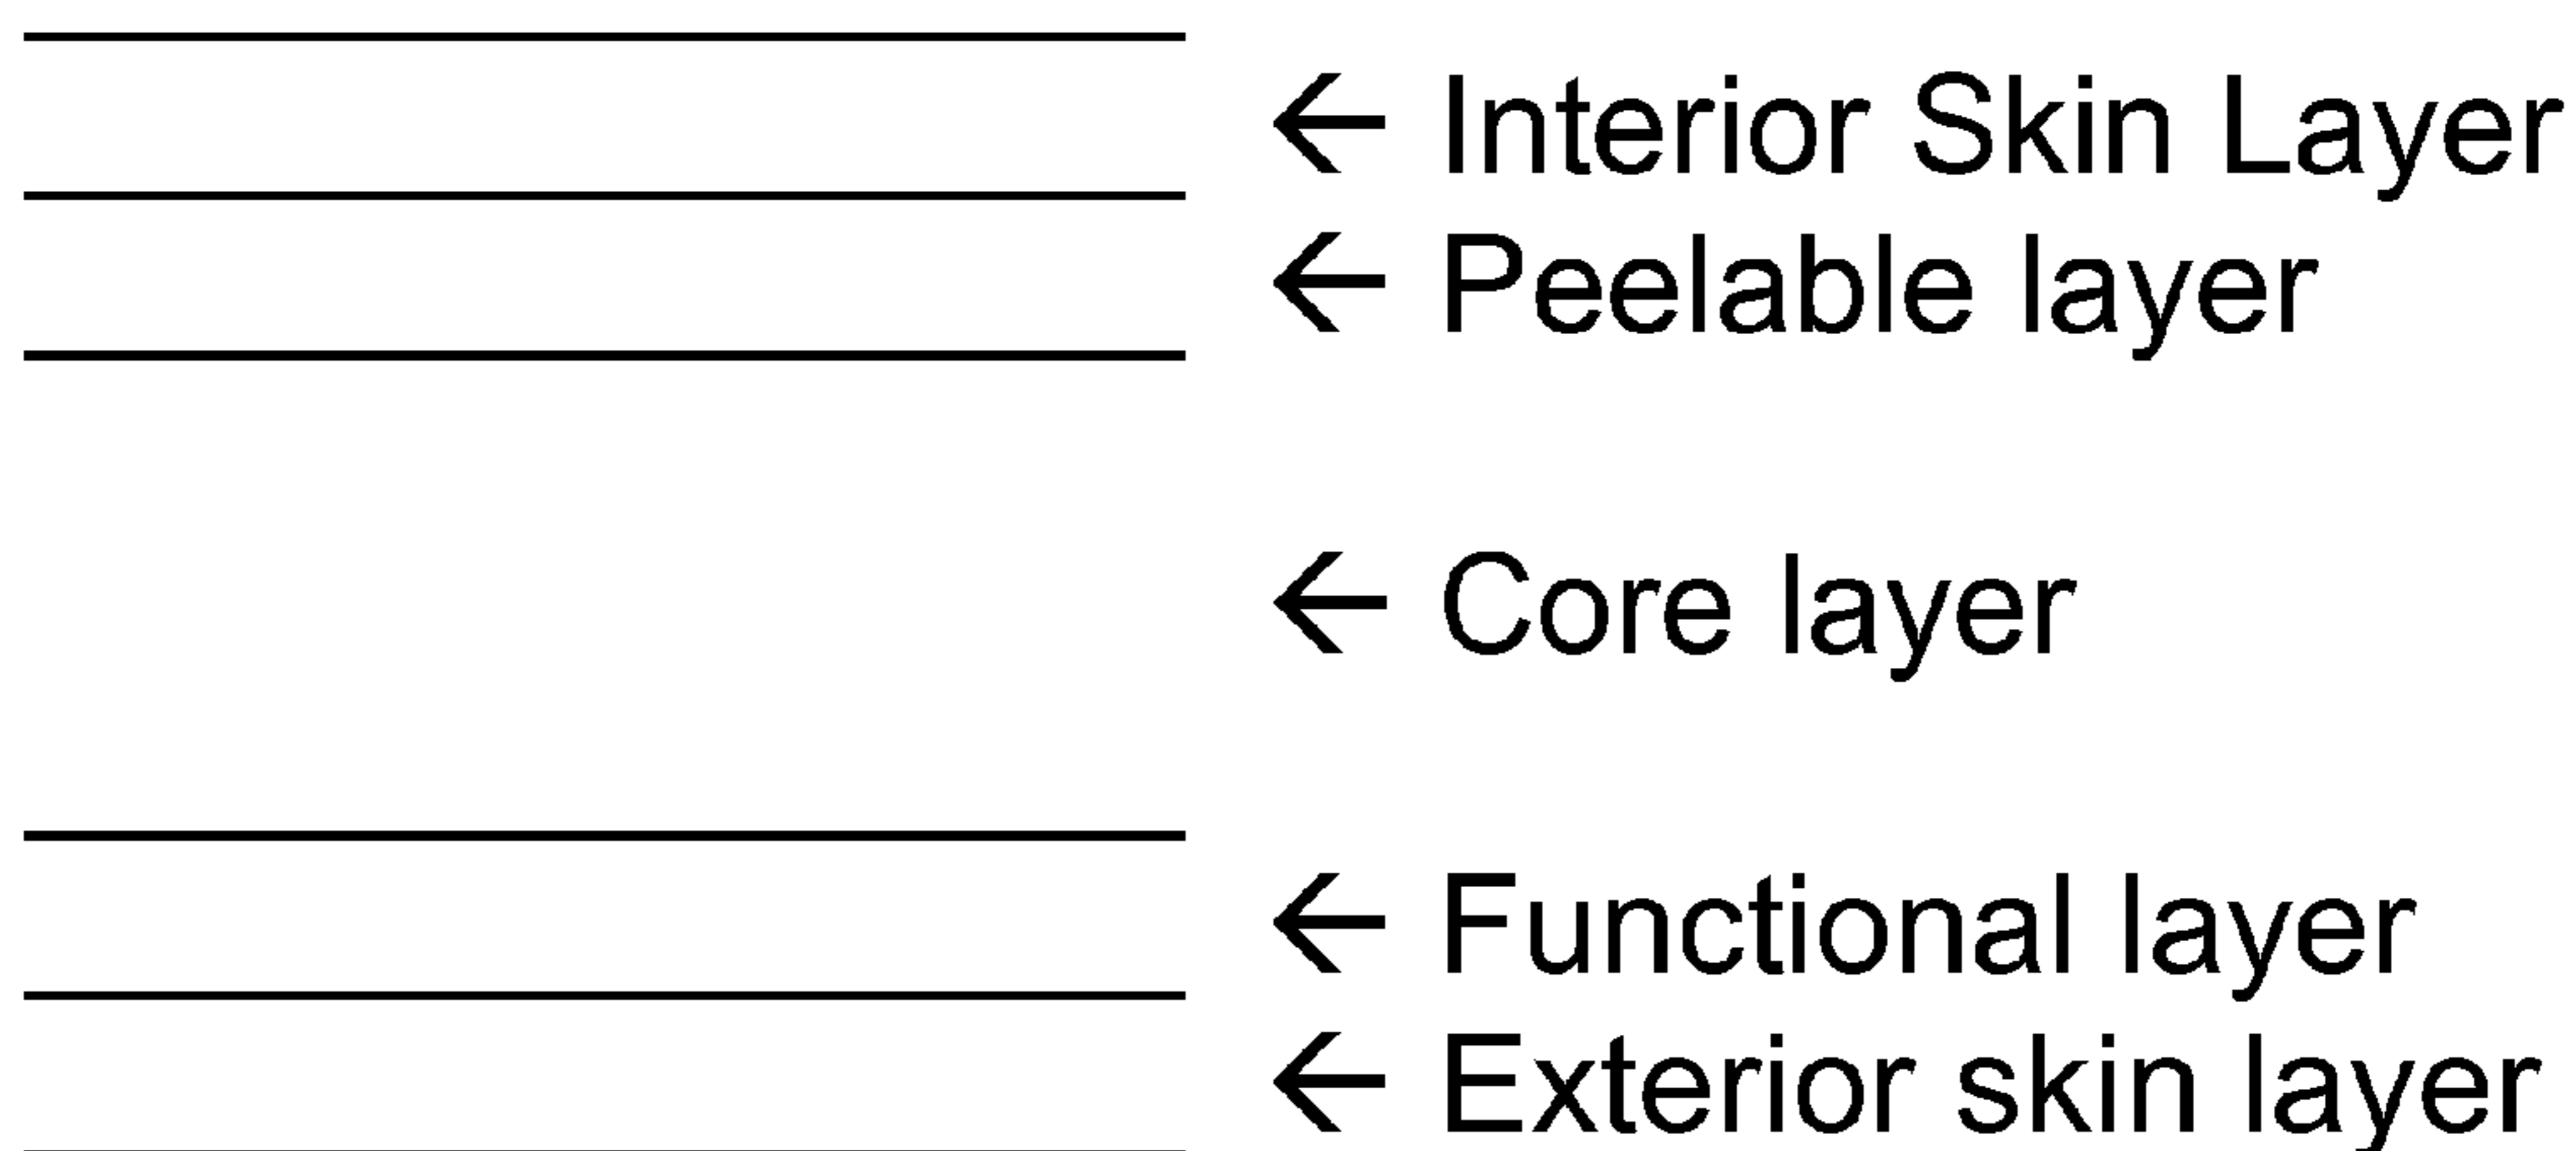 ← Interior Skin Layer
← Peelable layer
← Core layer
← Functional layer
← Exterior skin layer